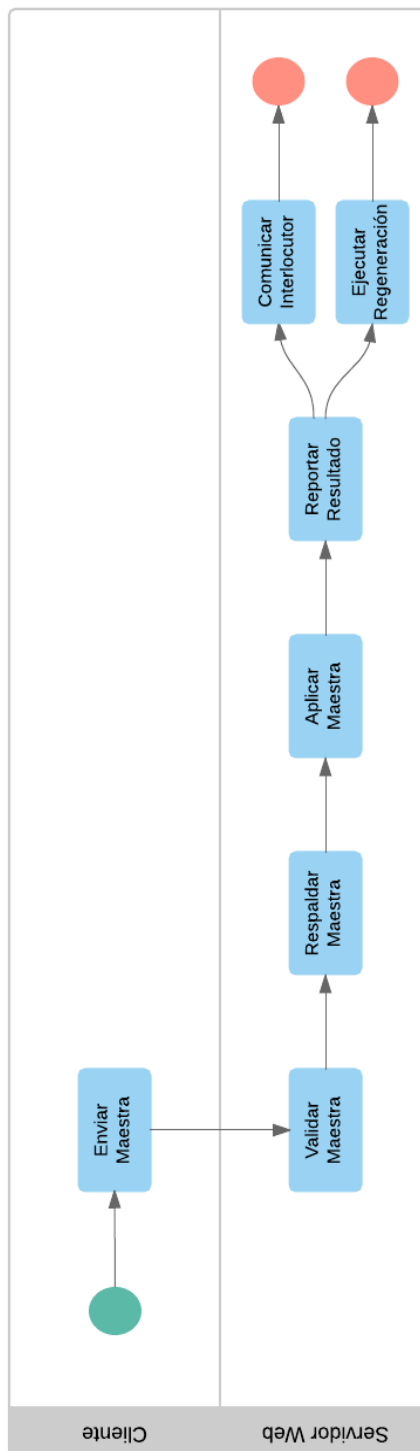 Cliente
Enviar
Maestra
Servidor Web
Validar
Maestra
Respaldar
Maestra
Aplicar
Maestra
Reportar
Resultado
Comunicar
Interlocutor
Ejecutar
Regeneración